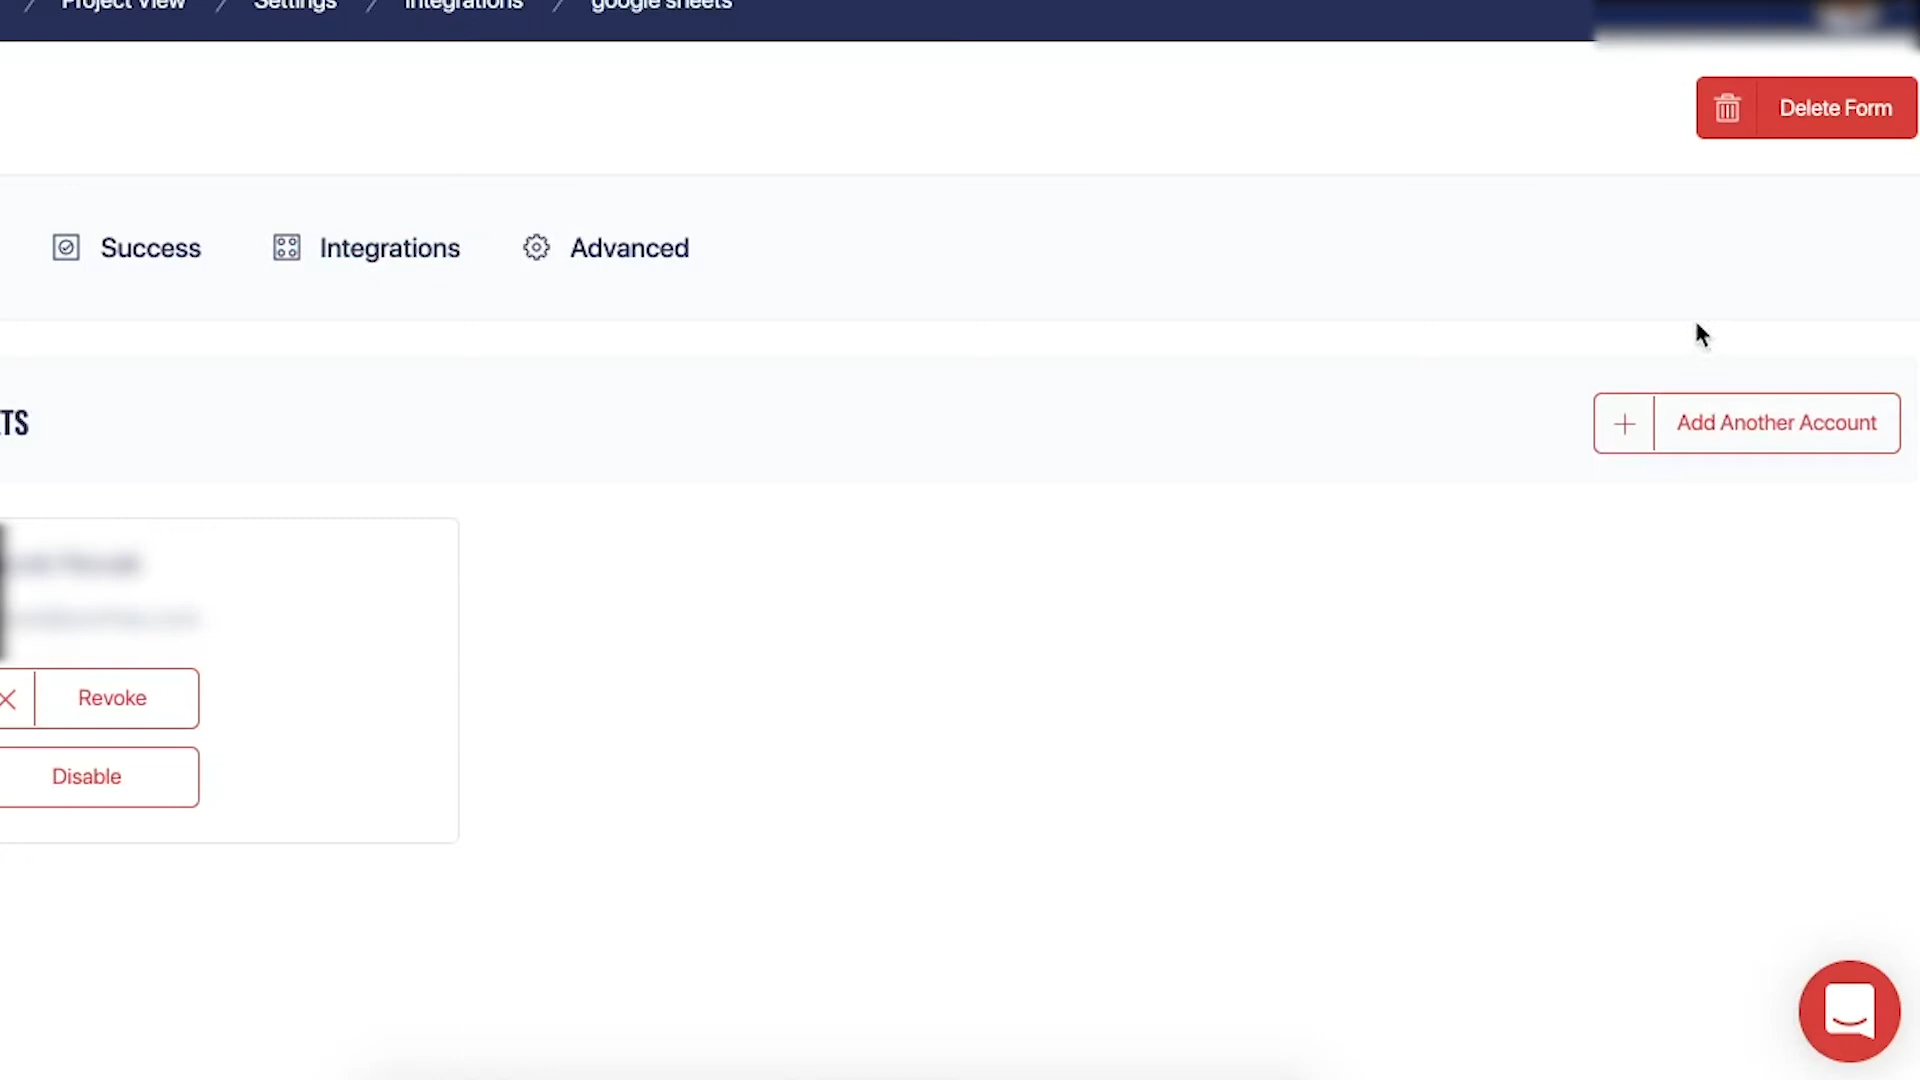 / Project View / Settings / Integrations / google sheets
Delete Form
Success Integrations Advanced
TS
Add Another Account
Revoke
Disable